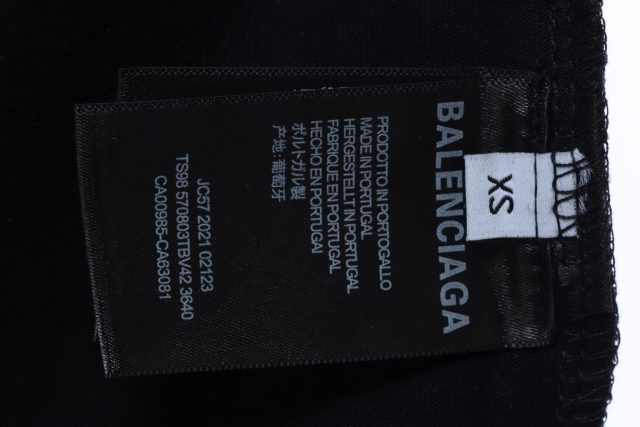 BALENCIAGA
XS
PRODOTTO IN PORTOGALLO
MADE IN PORTUGAL
HERGESTELLT IN PORTUGAL
FABRIQUE EN PORTUGAL
HECHO EN PORTUGAL
ポルトガル製
产地: 葡萄牙
JC57 2021 02123
TS98 570803TBV42 3640
CA00985-CA63081